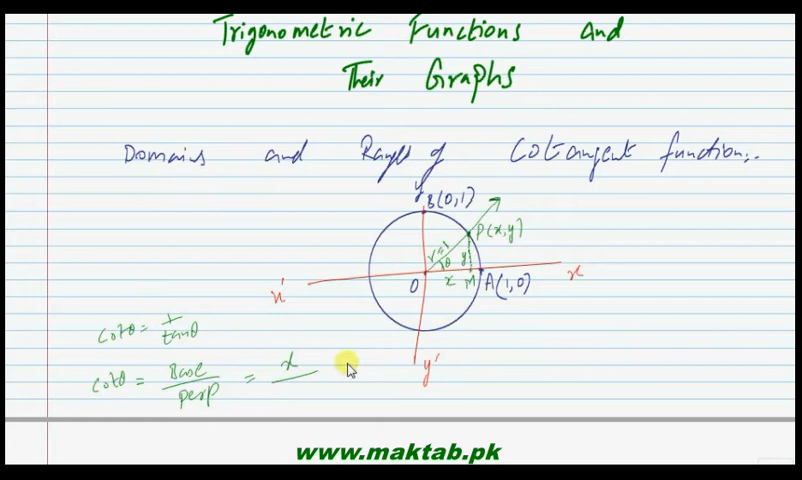 Trigonometric Functions and
Their Graphs
Domains and Range of Cotangent function:.
y
B(0,1)
P(x,y)
r=1
θ
y
x'
O
x
M
A(1,0)
x
cotθ = 1/tanθ
cotθ = Base/perp = x/
y'
www.maktab.pk